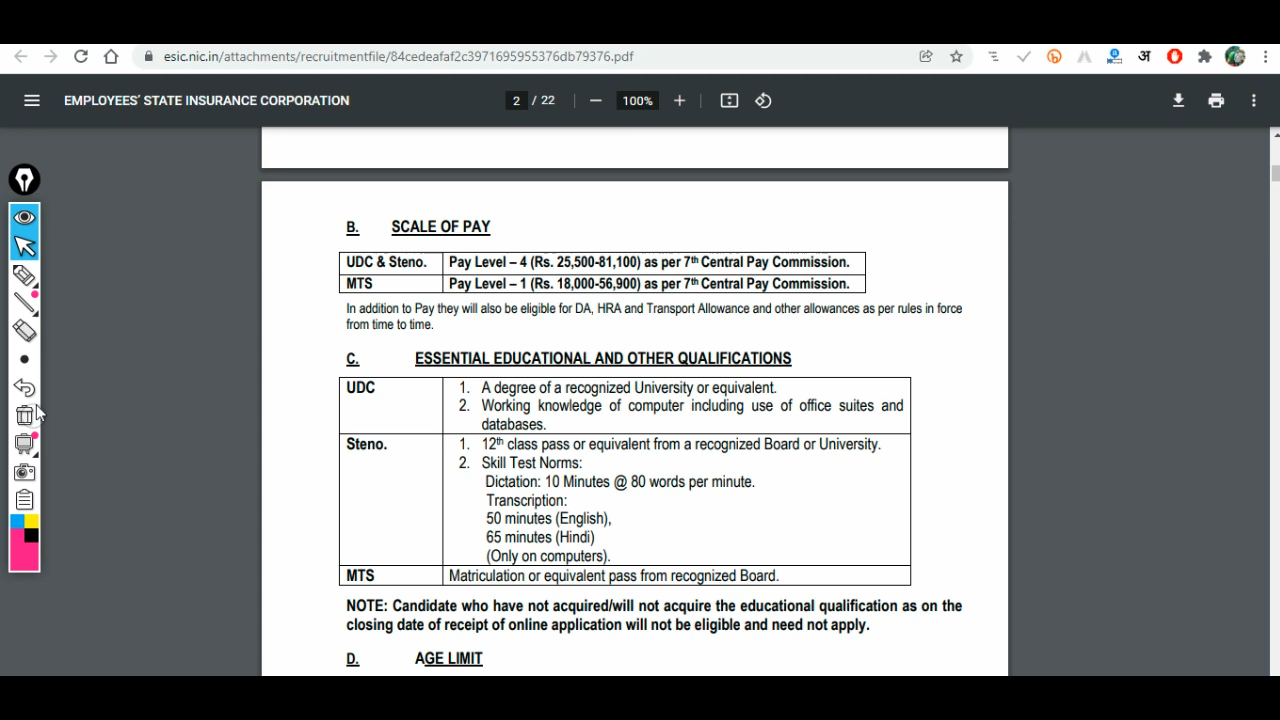 esic.nic.in/attachments/recruitmentfile/84cedeafaf2c3971695955376db79376.pdf
अ
EMPLOYEES' STATE INSURANCE CORPORATION
2 / 22
100%
B. SCALE OF PAY
UDC & Steno. Pay Level – 4 (Rs. 25,500-81,100) as per 7th Central Pay Commission.
MTS Pay Level – 1 (Rs. 18,000-56,900) as per 7th Central Pay Commission.
In addition to Pay they will also be eligible for DA, HRA and Transport Allowance and other allowances as per rules in force
from time to time.
C. ESSENTIAL EDUCATIONAL AND OTHER QUALIFICATIONS
UDC 1. A degree of a recognized University or equivalent.
2. Working knowledge of computer including use of office suites and
databases.
Steno. 1. 12th class pass or equivalent from a recognized Board or University.
2. Skill Test Norms:
Dictation: 10 Minutes @ 80 words per minute.
Transcription:
50 minutes (English),
65 minutes (Hindi)
(Only on computers).
MTS Matriculation or equivalent pass from recognized Board.
NOTE: Candidate who have not acquired/will not acquire the educational qualification as on the
closing date of receipt of online application will not be eligible and need not apply.
D. AGE LIMIT